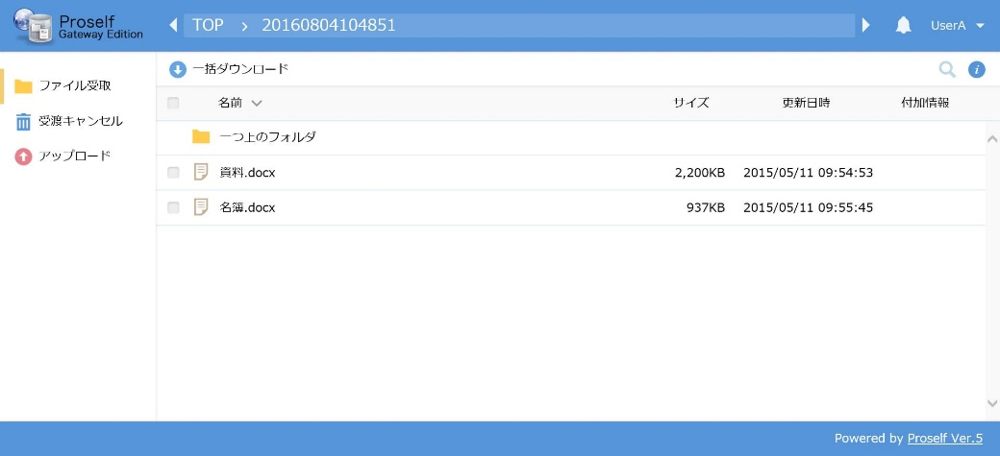 Proself
Gateway Edition
TOP > 20160804104851
UserA
ファイル受取
受渡キャンセル
アップロード
一括ダウンロード
名前 サイズ 更新日時 付加情報
一つ上のフォルダ
資料.docx 2,200KB 2015/05/11 09:54:53
名簿.docx 937KB 2015/05/11 09:55:45
Powered by Proself Ver.5